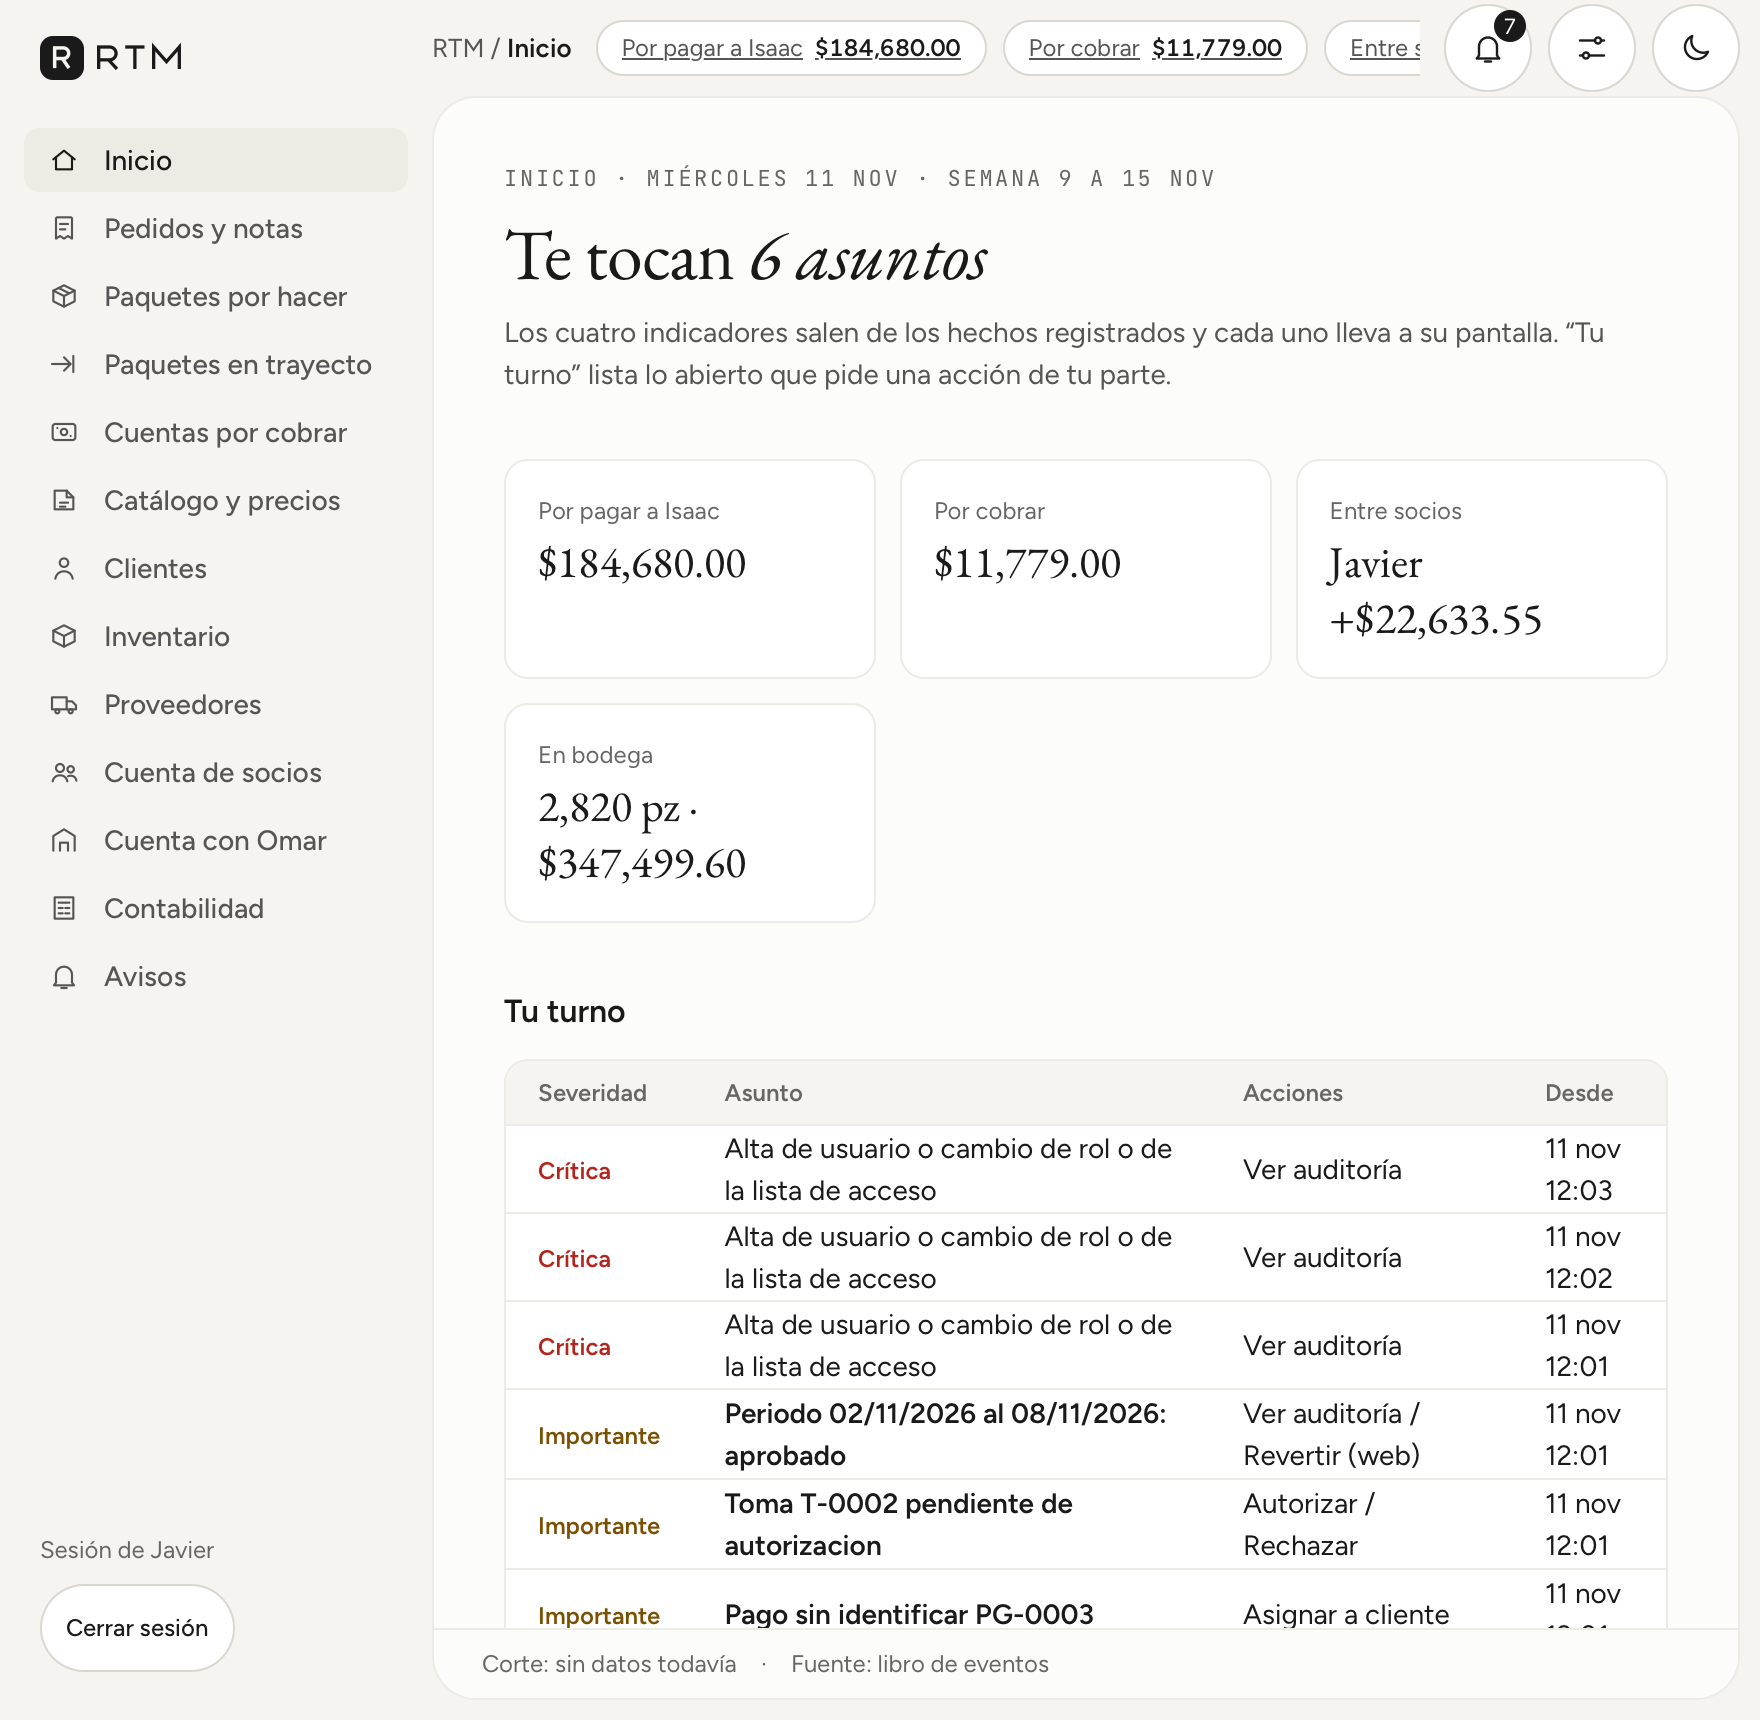 R RTM
Inicio
Pedidos y notas
Paquetes por hacer
Paquetes en trayecto
Cuentas por cobrar
Catálogo y precios
Clientes
Inventario
Proveedores
Cuenta de socios
Cuenta con Omar
Contabilidad
Avisos
Sesión de Javier
Cerrar sesión
RTM / Inicio
Por pagar a Isaac $184,680.00
Por cobrar $11,779.00
Entre
7
INICIO · MIÉRCOLES 11 NOV · SEMANA 9 A 15 NOV
Te tocan 6 asuntos
Los cuatro indicadores salen de los hechos registrados y cada uno lleva a su pantalla. “Tu
turno” lista lo abierto que pide una acción de tu parte.
Por pagar a Isaac
$184,680.00
Por cobrar
$11,779.00
Entre socios
Javier
+$22,633.55
En bodega
2,820 pz ·
$347,499.60
Tu turno
Severidad Asunto Acciones Desde
Crítica
Alta de usuario o cambio de rol o de
la lista de acceso
Ver auditoría
11 nov
12:03
Crítica
Alta de usuario o cambio de rol o de
la lista de acceso
Ver auditoría
11 nov
12:02
Crítica
Alta de usuario o cambio de rol o de
la lista de acceso
Ver auditoría
11 nov
12:01
Importante
Periodo 02/11/2026 al 08/11/2026:
aprobado
Ver auditoría /
Revertir (web)
11 nov
12:01
Importante
Toma T-0002 pendiente de
autorizacion
Autorizar /
Rechazar
11 nov
12:01
Importante
Pago sin identificar PG-0003
Asignar a cliente
11 nov
Corte: sin datos todavía · Fuente: libro de eventos